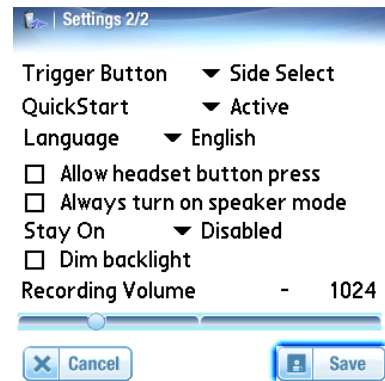 Settings 2/2
Trigger Button Side Select
QuickStart Active
Language English
Allow headset button press
Always turn on speaker mode
Stay On Disabled
Dim backlight
Recording Volume - 1024
Cancel Save